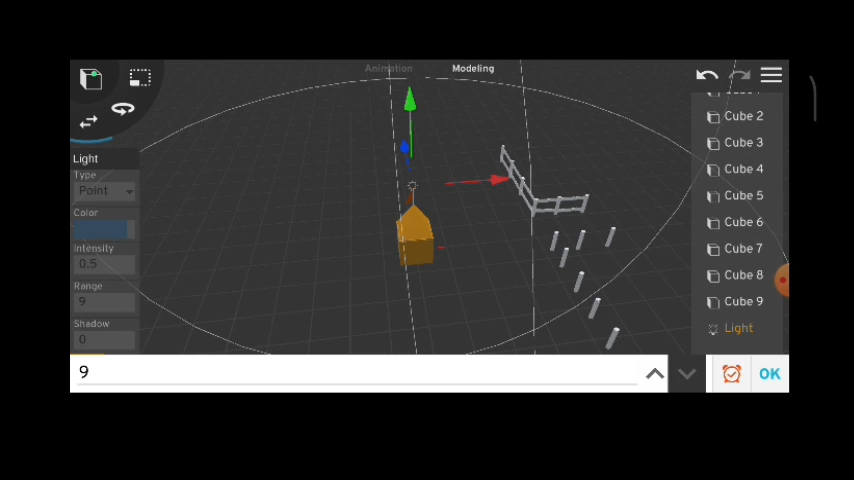 Animation Modeling
Light
Type
Point
Color
Intensity
0.5
Range
9
Shadow
0
Cube 2
Cube 3
Cube 4
Cube 5
Cube 6
Cube 7
Cube 8
Cube 9
Light
9
OK